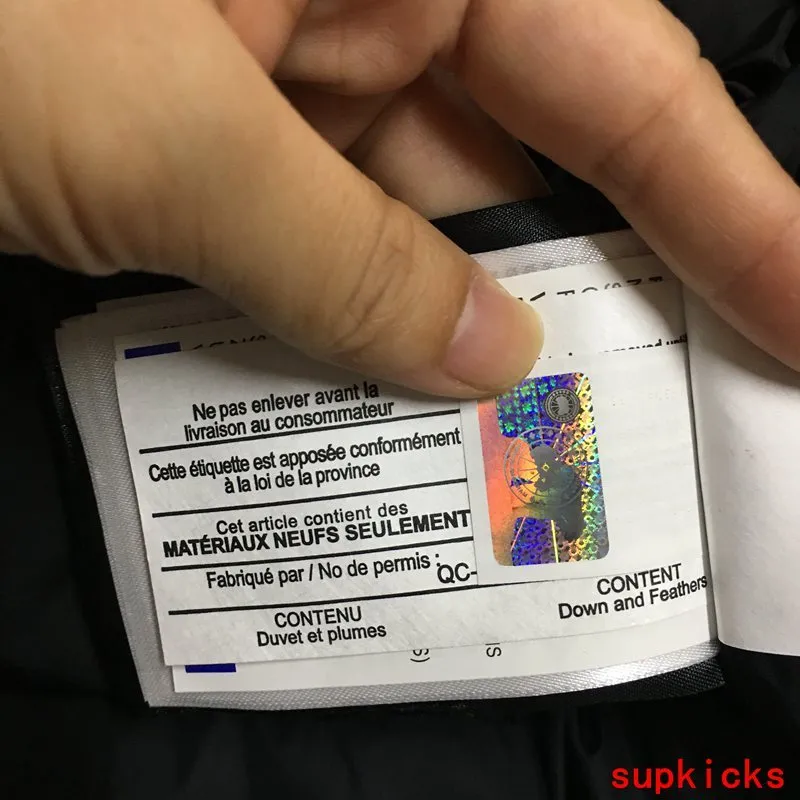 Ne pas enlever avant la
livraison au consommateur
Cette étiquette est apposée conformément
à la loi de la province
Cet article contient des
MATÉRIAUX NEUFS SEULEMENT
Fabriqué par / No de permis :
QC-
CONTENU
Duvet et plumes
CONTENT
Down and Feathers
supkicks